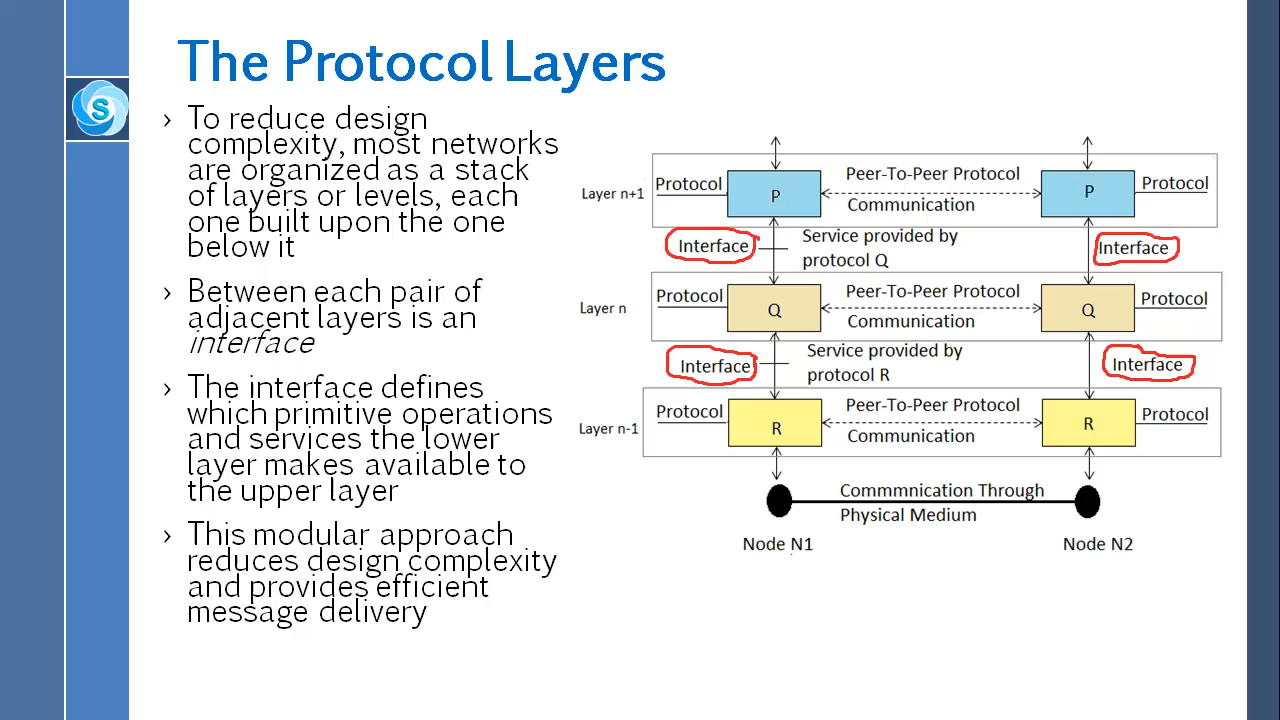 The Protocol Layers
S
› To reduce design
complexity, most networks
are organized as a stack
of layers or levels, each
one built upon the one
below it
› Between each pair of
adjacent layers is an
interface
› The interface defines
which primitive operations
and services the lower
layer makes available to
the upper layer
› This modular approach
reduces design complexity
and provides efficient
message delivery
Layer n+1
Protocol
P
Peer-To-Peer Protocol
Communication
P
Protocol
Interface
Service provided by
protocol Q
Interface
Layer n
Protocol
Q
Peer-To-Peer Protocol
Communication
Q
Protocol
Interface
Service provided by
protocol R
Interface
Layer n-1
Protocol
R
Peer-To-Peer Protocol
Communication
R
Protocol
Commmnication Through
Physical Medium
Node N1
Node N2